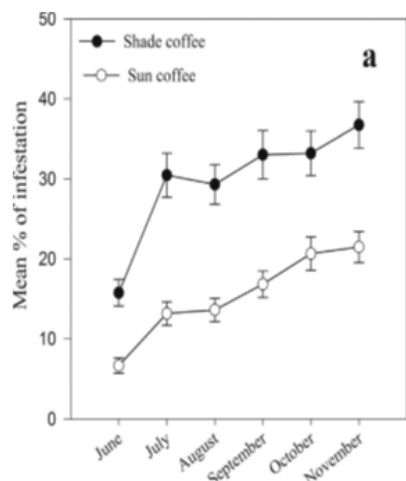 50
Shade coffee
a
Sun coffee
40
30
20
10
0
Mean % of infestation
June
July
August
September
October
November